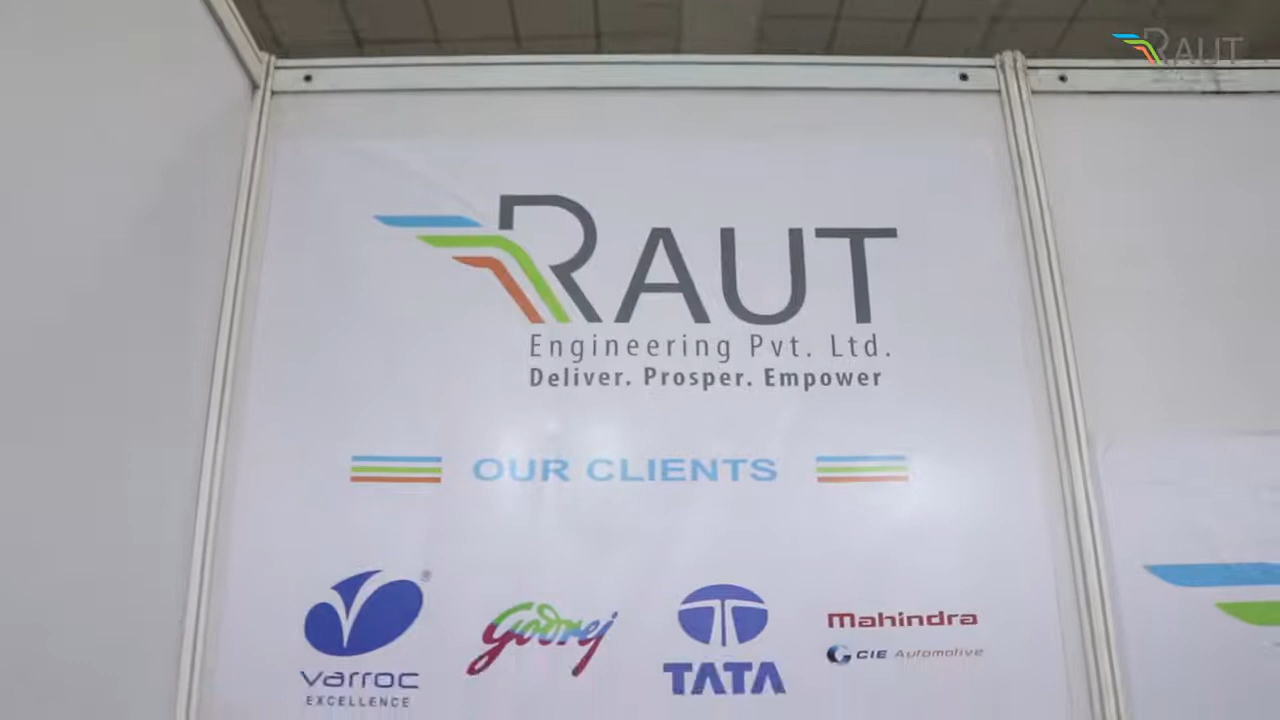 RAUT
RAUT
Engineering Pvt. Ltd.
Deliver. Prosper. Empower
OUR CLIENTS
varroc
EXCELLENCE
Godrej
TATA
Mahindra
CIE Automotive